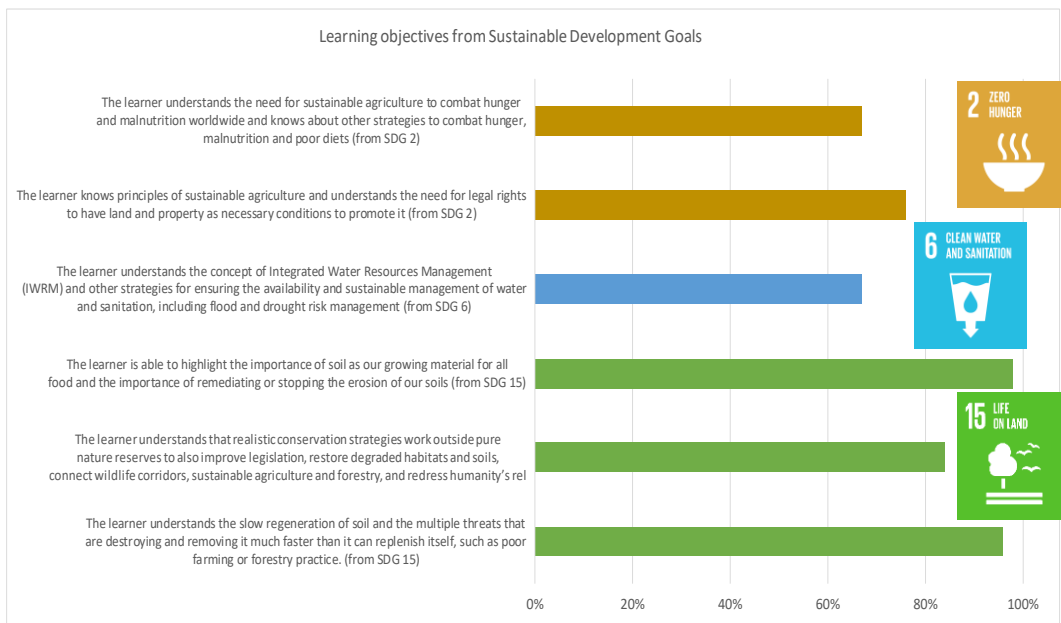 Learning objectives from Sustainable Development Goals
The learner understands the need for sustainable agriculture to combat hunger
and malnutrition worldwide and knows about other strategies to combat hunger,
malnutrition and poor diets (from SDG 2)
The learner knows principles of sustainable agriculture and understands the need for legal rights
to have land and property as necessary conditions to promote it (from SDG 2)
The learner understands the concept of Integrated Water Resources Management
(IWRM) and other strategies for ensuring the availability and sustainable management of water
and sanitation, including flood and drought risk management (from SDG 6)
The learner is able to highlight the importance of soil as our growing material for all
food and the importance of remediating or stopping the erosion of our soils (from SDG 15)
The learner understands that realistic conservation strategies work outside pure
nature reserves to also improve legislation, restore degraded habitats and soils,
connect wildlife corridors, sustainable agriculture and forestry, and redress humanity's rel
The learner understands the slow regeneration of soil and the multiple threats that
are destroying and removing it much faster than it can replenish itself, such as poor
farming or forestry practice. (from SDG 15)
0% 20% 40% 60% 80% 100%
2 ZERO
HUNGER
6 CLEAN WATER
AND SANITATION
15 LIFE
ON LAND